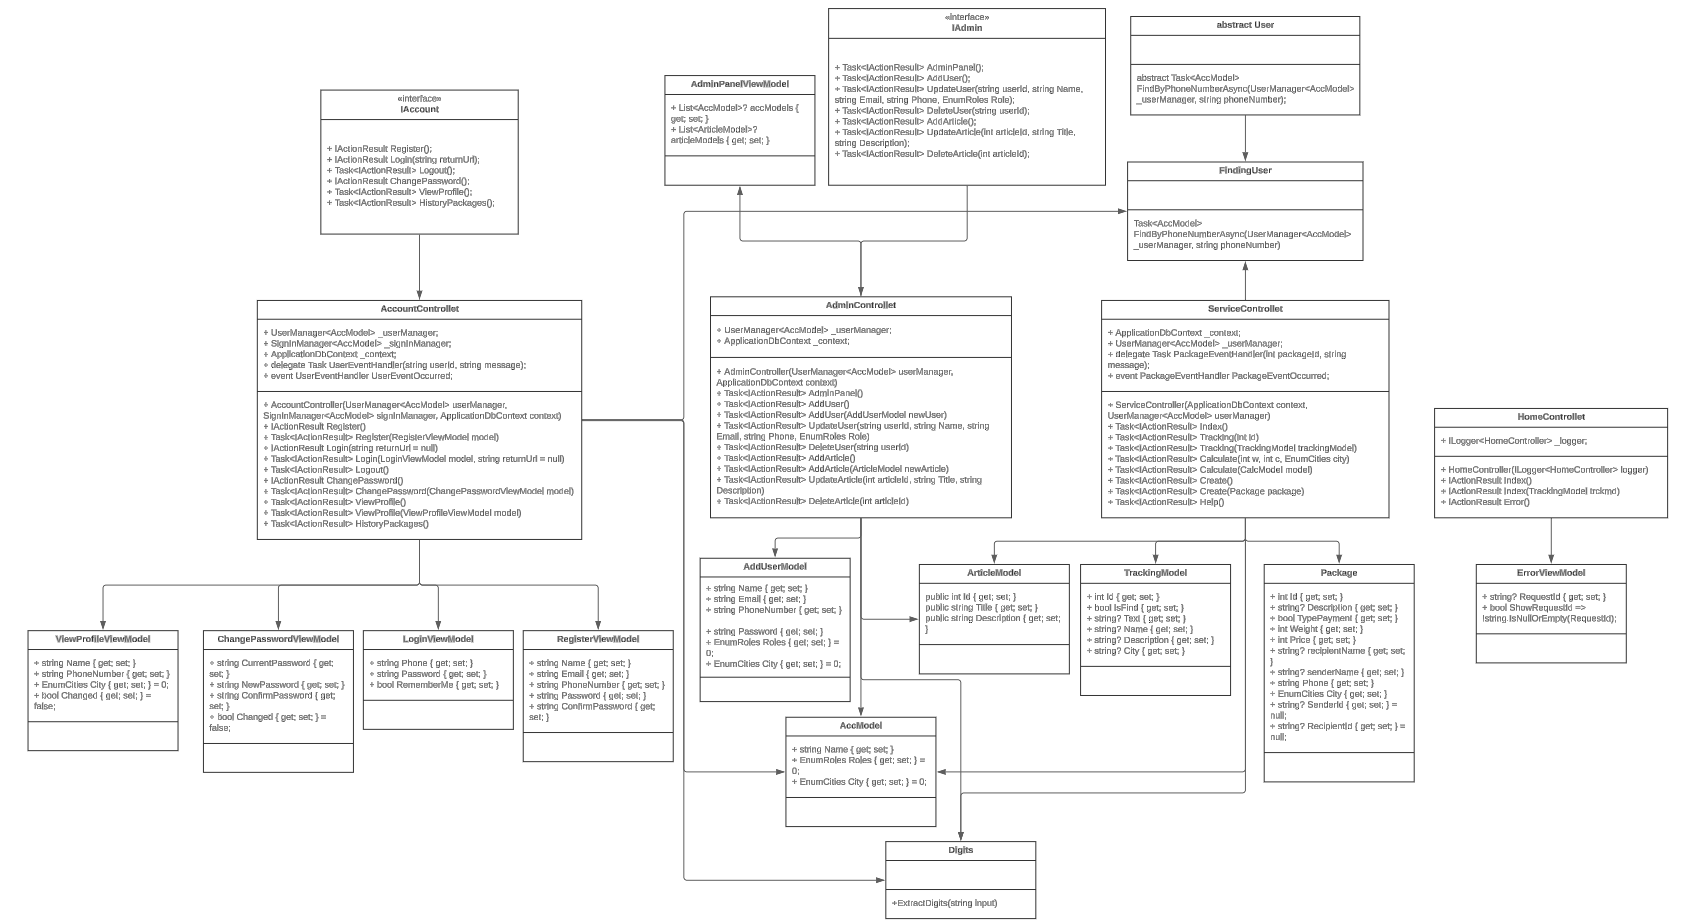 «interface»
IAccount
+ IActionResult Register();
+ IActionResult Login(string returnUrl);
+ Task<IActionResult> Logout();
+ IActionResult ChangePassword();
+ Task<IActionResult> ViewProfile();
+ Task<IActionResult> HistoryPackages();
AdminPanelViewModel
+ List<AccModel>? accModels {
get; set; }
+ List<ArticleModel>?
articleModels { get; set; }
«interface»
IAdmin
+ Task<IActionResult> AdminPanel();
+ Task<IActionResult> AddUser();
+ Task<IActionResult> UpdateUser(string userId, string Name,
string Email, string Phone, EnumRoles Role);
+ Task<IActionResult> DeleteUser(string userId);
+ Task<IActionResult> AddArticle();
+ Task<IActionResult> UpdateArticle(int articleId, string Title,
string Description);
+ Task<IActionResult> DeleteArticle(int articleId);
abstract User
abstract Task<AccModel>
FindByPhoneNumberAsync(UserManager<AccModel>
_userManager, string phoneNumber);
FindingUser
Task<AccModel>
FindByPhoneNumberAsync(UserManager<AccModel>
_userManager, string phoneNumber)
AccountController
+ UserManager<AccModel> _userManager;
+ SignInManager<AccModel> _signInManager;
+ ApplicationDbContext _context;
+ delegate Task UserEventHandler(string userId, string message);
+ event UserEventHandler UserEventOccurred;
+ AccountController(UserManager<AccModel> userManager,
SignInManager<AccModel> signInManager, ApplicationDbContext context)
+ IActionResult Register()
+ Task<IActionResult> Register(RegisterViewModel model)
+ IActionResult Login(string returnUrl = null)
+ Task<IActionResult> Login(LoginViewModel model, string returnUrl = null)
+ Task<IActionResult> Logout()
+ IActionResult ChangePassword()
+ Task<IActionResult> ChangePassword(ChangePasswordViewModel model)
+ Task<IActionResult> ViewProfile()
+ Task<IActionResult> ViewProfile(ViewProfileViewModel model)
+ Task<IActionResult> HistoryPackages()
AdminController
+ UserManager<AccModel> _userManager;
+ ApplicationDbContext _context;
+ AdminController(UserManager<AccModel> userManager,
ApplicationDbContext context)
+ Task<IActionResult> AdminPanel()
+ Task<IActionResult> AddUser()
+ Task<IActionResult> AddUser(AddUserModel newUser)
+ Task<IActionResult> UpdateUser(string userId, string Name, string
Email, string Phone, EnumRoles Role)
+ Task<IActionResult> DeleteUser(string userId)
+ Task<IActionResult> AddArticle()
+ Task<IActionResult> AddArticle(ArticleModel newArticle)
+ Task<IActionResult> UpdateArticle(int articleId, string Title, string
Description)
+ Task<IActionResult> DeleteArticle(int articleId)
ServiceController
+ ApplicationDbContext _context;
+ UserManager<AccModel> _userManager;
+ delegate Task PackageEventHandler(int packageId, string
message);
+ event PackageEventHandler PackageEventOccurred;
+ ServiceController(ApplicationDbContext context,
UserManager<AccModel> userManager)
+ Task<IActionResult> Index()
+ Task<IActionResult> Tracking(int id)
+ Task<IActionResult> Tracking(TrackingModel trackingModel)
+ Task<IActionResult> Calculate(int w, int c, EnumCities city)
+ Task<IActionResult> Calculate(CalcModel model)
+ Task<IActionResult> Create()
+ Task<IActionResult> Create(Package package)
+ Task<IActionResult> Help()
HomeController
+ ILogger<HomeController> _logger;
+ HomeController(ILogger<HomeController> logger)
+ IActionResult Index()
+ IActionResult Index(TrackingModel trckmd)
+ IActionResult Error()
ViewProfileViewModel
+ string Name { get; set; }
+ string PhoneNumber { get; set; }
+ EnumCities City { get; set; } = 0;
+ bool Changed { get; set; } =
false;
ChangePasswordViewModel
+ string CurrentPassword { get;
set; }
+ string NewPassword { get; set; }
+ string ConfirmPassword { get;
set; }
+ bool Changed { get; set; } =
false;
LoginViewModel
+ string Phone { get; set; }
+ string Password { get; set; }
+ bool RememberMe { get; set; }
RegisterViewModel
+ string Name { get; set; }
+ string Email { get; set; }
+ string PhoneNumber { get; set; }
+ string Password { get; set; }
+ string ConfirmPassword { get;
set; }
AddUserModel
+ string Name { get; set; }
+ string Email { get; set; }
+ string PhoneNumber { get; set; }
+ string Password { get; set; }
+ EnumRoles Roles { get; set; } =
0;
+ EnumCities City { get; set; } = 0;
ArticleModel
public int Id { get; set; }
public string Title { get; set; }
public string Description { get; set;
}
TrackingModel
+ int Id { get; set; }
+ bool IsFind { get; set; }
+ string? Text { get; set; }
+ string? Name { get; set; }
+ string? Description { get; set; }
+ string? City { get; set; }
Package
+ int Id { get; set; }
+ string? Description { get; set; }
+ bool TypePayment { get; set; }
+ int Weight { get; set; }
+ int Price { get; set; }
+ string? recipientName { get; set;
}
+ string? senderName { get; set; }
+ string Phone { get; set; }
+ EnumCities City { get; set; }
+ string? SenderId { get; set; } =
null;
+ string? RecipientId { get; set; } =
null;
ErrorViewModel
+ string? RequestId { get; set; }
+ bool ShowRequestId =>
!string.IsNullOrEmpty(RequestId);
AccModel
+ string Name { get; set; }
+ EnumRoles Roles { get; set; } =
0;
+ EnumCities City { get; set; } = 0;
Digits
+ExtractDigits(string input)